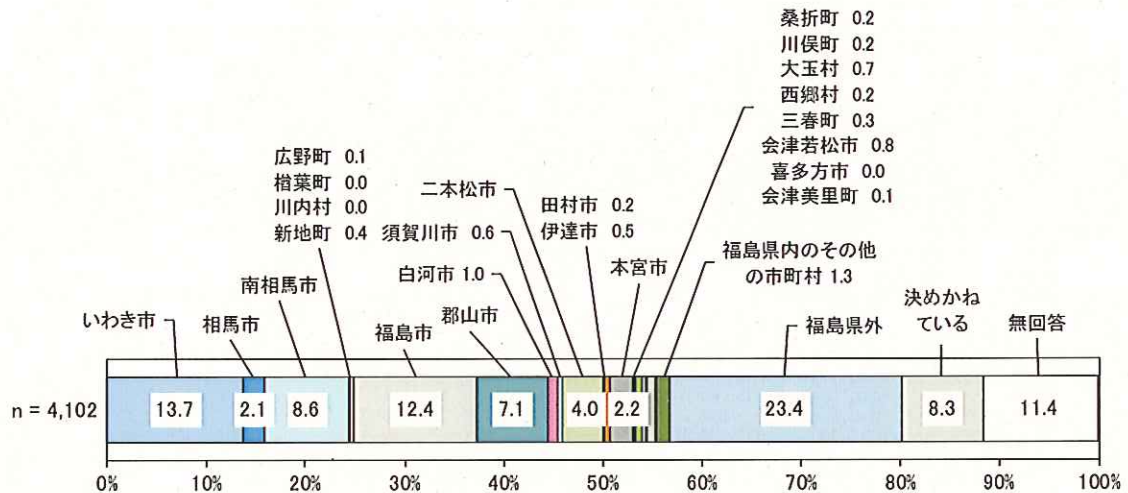 桑折町 0.2
川俣町 0.2
大玉村 0.7
西郷村 0.2
三春町 0.3
会津若松市 0.8
喜多方市 0.0
会津美里町 0.1
広野町 0.1
楢葉町 0.0
川内村 0.0
新地町 0.4
二本松市
須賀川市 0.6
白河市 1.0
田村市 0.2
伊達市 0.5
本宮市
福島県内のその他
の市町村 1.3
いわき市
相馬市
南相馬市
福島市
郡山市
福島県外
決めかね
ている
無回答
n = 4,102
13.7
2.1
8.6
12.4
7.1
4.0
2.2
23.4
8.3
11.4
0%
10%
20%
30%
40%
50%
60%
70%
80%
90%
100%